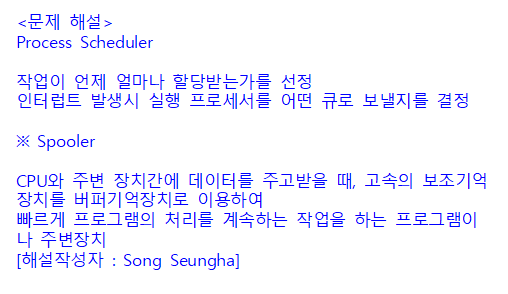 <문제 해설>
Process Scheduler
작업이 언제 얼마나 할당받는가를 선정
인터럽트 발생시 실행 프로세서를 어떤 큐로 보낼지를 결정
※ Spooler
CPU와 주변 장치간에 데이터를 주고받을 때, 고속의 보조기억
장치를 버퍼기억장치로 이용하여
빠르게 프로그램의 처리를 계속하는 작업을 하는 프로그램이
나 주변장치
[해설작성자 : Song Seungha]